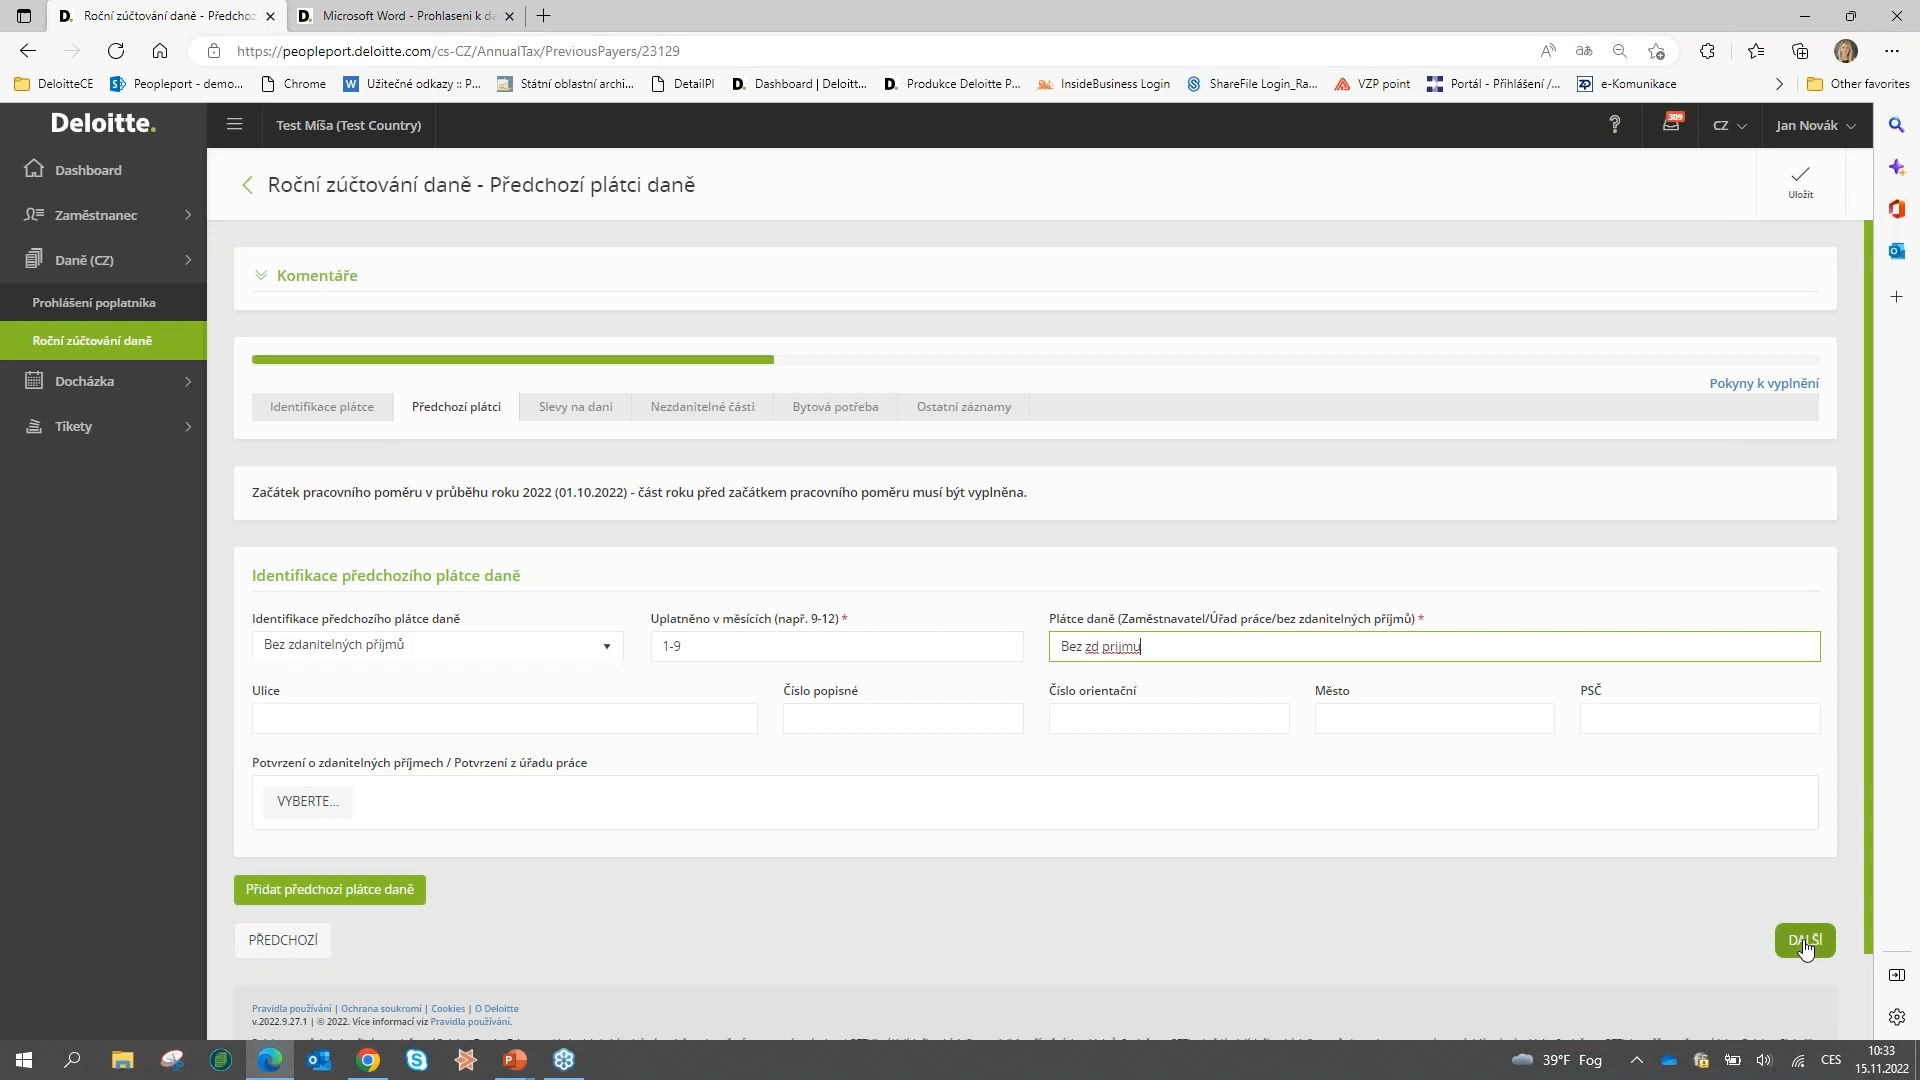 Roční zúčtování daně - Předchoz
Microsoft Word - Prohlaseni k da
https://peopleport.deloitte.com/cs-CZ/AnnualTax/PreviousPayers/23129
DeloitteCE
Peopleport - demo...
Chrome
Užitečné odkazy :: P...
Státní oblastní archi...
DetailPI
Dashboard | Deloitt...
Produkce Deloitte P...
InsideBusiness Login
ShareFile Login_Ra...
VZP point
Portál - Přihlášení /...
e-Komunikace
Other favorites
Deloitte.
Test Míša (Test Country)
309
CZ
Jan Novák
Dashboard
Zaměstnanec
Daně (CZ)
Prohlášení poplatníka
Roční zúčtování daně
Docházka
Tikety
Roční zúčtování daně - Předchozí plátci daně
Uložit
Komentáře
Pokyny k vyplnění
Identifikace plátce
Předchozí plátci
Slevy na dani
Nezdanitelné části
Bytová potřeba
Ostatní záznamy
Začátek pracovního poměru v průběhu roku 2022 (01.10.2022) - část roku před začátkem pracovního poměru musí být vyplněna.
Identifikace předchozího plátce daně
Identifikace předchozího plátce daně
Uplatněno v měsících (např. 9-12) *
Plátce daně (Zaměstnavatel/Úřad práce/bez zdanitelných příjmů) *
Bez zdanitelných příjmů
1-9
Bez zd prijmu
Ulice
Číslo popisné
Číslo orientační
Město
PSČ
Potvrzení o zdanitelných příjmech / Potvrzení z úřadu práce
VYBERTE...
Přidat předchozí plátce daně
PŘEDCHOZÍ
DALŠÍ
Pravidla používání | Ochrana soukromí | Cookies | O Deloitte
v.2022.9.27.1 | © 2022. Více informací viz Pravidla používání.
39°F Fog
CES
10:33
15.11.2022